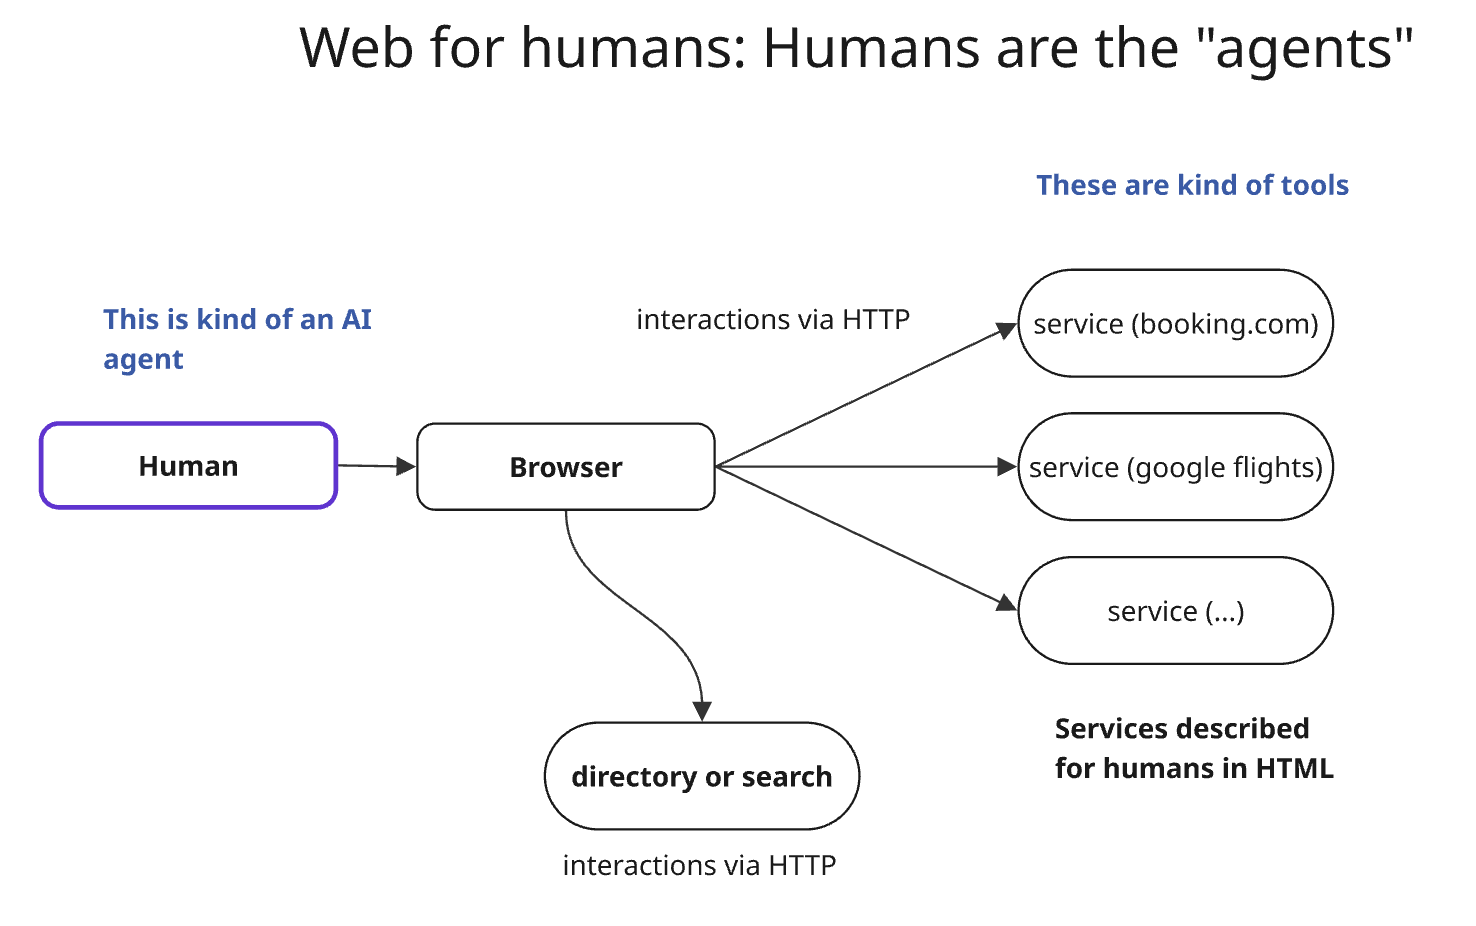 Web for humans: Humans are the "agents"
These are kind of tools
This is kind of an AI
agent
interactions via HTTP
service (booking.com)
Human
Browser
service (google flights)
service (...)
Services described
for humans in HTML
directory or search
interactions via HTTP